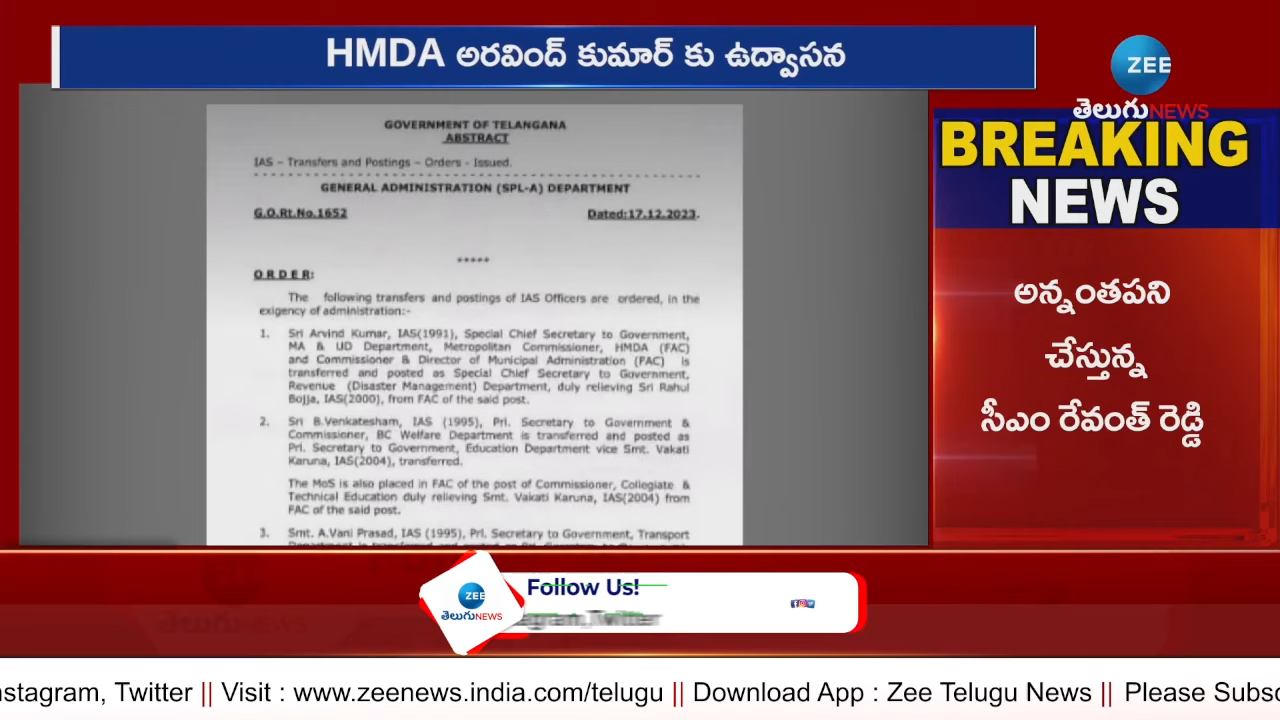 HMDA అరవింద్ కుమార్ కు ఉద్వాసన
ZEE
తెలుగు NEWS
BREAKING
NEWS
అన్నంతపని
చేస్తున్న
సీఎం రేవంత్ రెడ్డి
GOVERNMENT OF TELANGANA
ABSTRACT
IAS – Transfers and Postings – Orders - Issued.
GENERAL ADMINISTRATION (SPL-A) DEPARTMENT
G.O.Rt.No.1652 Dated:17.12.2023.
*****
O R D E R:
The following transfers and postings of IAS Officers are ordered, in the
exigency of administration:-
1. Sri Arvind Kumar, IAS(1991), Special Chief Secretary to Government,
MA & UD Department, Metropolitan Commissioner, HMDA (FAC)
and Commissioner & Director of Municipal Administration (FAC) is
transferred and posted as Special Chief Secretary to Government,
Revenue (Disaster Management) Department, duly relieving Sri Rahul
Bojja, IAS(2000), from FAC of the said post.
2. Sri B.Venkatesham, IAS (1995), Prl. Secretary to Government &
Commissioner, BC Welfare Department is transferred and posted as
Prl. Secretary to Government, Education Department vice Smt. Vakati
Karuna, IAS(2004), transferred.
The MoS is also placed in FAC of the post of Commissioner, Collegiate &
Technical Education duly relieving Smt. Vakati Karuna, IAS(2004) from
FAC of the said post.
3. Smt. A.Vani Prasad, IAS (1995), Prl. Secretary to Government, Transport
ZEE
తెలుగు NEWS
Follow Us!
Twitter
nstagram, Twitter || Visit : www.zeenews.india.com/telugu || Download App : Zee Telugu News || Please Subsc